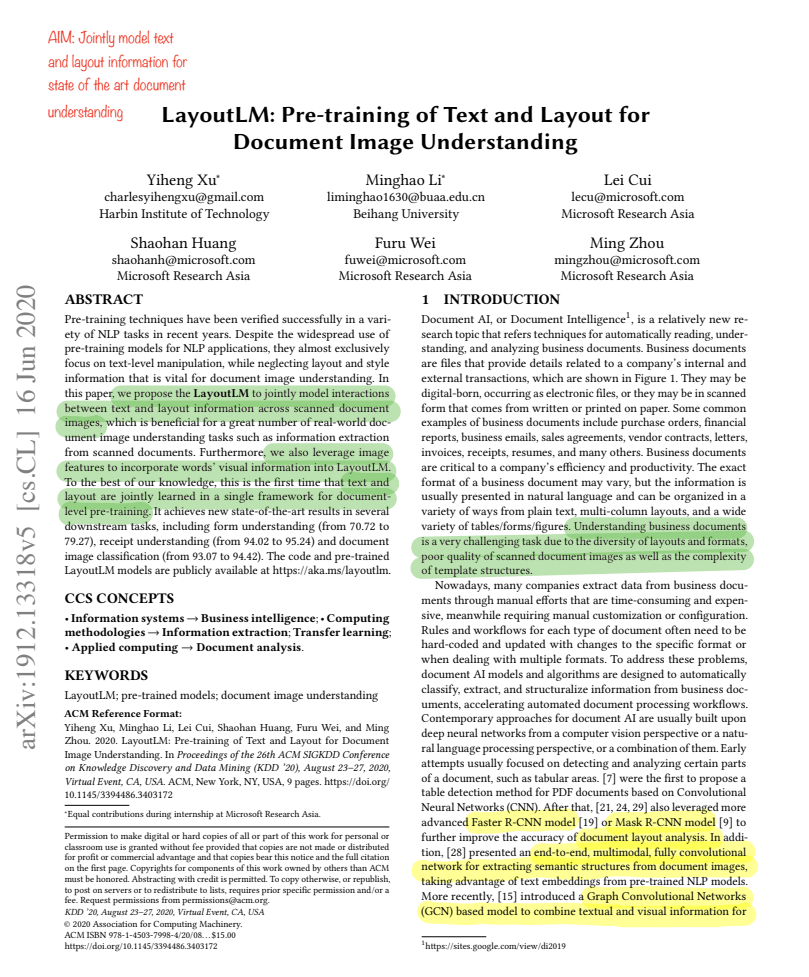 AIM: Jointly model text
and layout information for
state of the art document
understanding
LayoutLM: Pre-training of Text and Layout for
Document Image Understanding
Yiheng Xu*
charlesyihengxu@gmail.com
Harbin Institute of Technology
Minghao Li*
liminghao1630@buaa.edu.cn
Beihang University
Lei Cui
lecu@microsoft.com
Microsoft Research Asia
Shaohan Huang
shaohanh@microsoft.com
Microsoft Research Asia
Furu Wei
fuwei@microsoft.com
Microsoft Research Asia
Ming Zhou
mingzhou@microsoft.com
Microsoft Research Asia
arXiv:1912.13318v5 [cs.CL] 16 Jun 2020
ABSTRACT
Pre-training techniques have been verified successfully in a vari-
ety of NLP tasks in recent years. Despite the widespread use of
pre-training models for NLP applications, they almost exclusively
focus on text-level manipulation, while neglecting layout and style
information that is vital for document image understanding. In
this paper, we propose the LayoutLM to jointly model interactions
between text and layout information across scanned document
images, which is beneficial for a great number of real-world doc-
ument image understanding tasks such as information extraction
from scanned documents. Furthermore, we also leverage image
features to incorporate words' visual information into LayoutLM.
To the best of our knowledge, this is the first time that text and
layout are jointly learned in a single framework for document-
level pre-training. It achieves new state-of-the-art results in several
downstream tasks, including form understanding (from 70.72 to
79.27), receipt understanding (from 94.02 to 95.24) and document
image classification (from 93.07 to 94.42). The code and pre-trained
LayoutLM models are publicly available at https://aka.ms/layoutlm.
CCS CONCEPTS
• Information systems → Business intelligence; • Computing
methodologies → Information extraction; Transfer learning;
• Applied computing → Document analysis.
KEYWORDS
LayoutLM; pre-trained models; document image understanding
ACM Reference Format:
Yiheng Xu, Minghao Li, Lei Cui, Shaohan Huang, Furu Wei, and Ming
Zhou. 2020. LayoutLM: Pre-training of Text and Layout for Document
Image Understanding. In Proceedings of the 26th ACM SIGKDD Conference
on Knowledge Discovery and Data Mining (KDD '20), August 23–27, 2020,
Virtual Event, CA, USA. ACM, New York, NY, USA, 9 pages. https://doi.org/
10.1145/3394486.3403172
*Equal contributions during internship at Microsoft Research Asia.
Permission to make digital or hard copies of all or part of this work for personal or
classroom use is granted without fee provided that copies are not made or distributed
for profit or commercial advantage and that copies bear this notice and the full citation
on the first page. Copyrights for components of this work owned by others than ACM
must be honored. Abstracting with credit is permitted. To copy otherwise, or republish,
to post on servers or to redistribute to lists, requires prior specific permission and/or a
fee. Request permissions from permissions@acm.org.
KDD '20, August 23–27, 2020, Virtual Event, CA, USA
© 2020 Association for Computing Machinery.
ACM ISBN 978-1-4503-7998-4/20/08...$15.00
https://doi.org/10.1145/3394486.3403172
1 INTRODUCTION
Document AI, or Document Intelligence1, is a relatively new re-
search topic that refers techniques for automatically reading, under-
standing, and analyzing business documents. Business documents
are files that provide details related to a company's internal and
external transactions, which are shown in Figure 1. They may be
digital-born, occurring as electronic files, or they may be in scanned
form that comes from written or printed on paper. Some common
examples of business documents include purchase orders, financial
reports, business emails, sales agreements, vendor contracts, letters,
invoices, receipts, resumes, and many others. Business documents
are critical to a company's efficiency and productivity. The exact
format of a business document may vary, but the information is
usually presented in natural language and can be organized in a
variety of ways from plain text, multi-column layouts, and a wide
variety of tables/forms/figures. Understanding business documents
is a very challenging task due to the diversity of layouts and formats,
poor quality of scanned document images as well as the complexity
of template structures.
Nowadays, many companies extract data from business docu-
ments through manual efforts that are time-consuming and expen-
sive, meanwhile requiring manual customization or configuration.
Rules and workflows for each type of document often need to be
hard-coded and updated with changes to the specific format or
when dealing with multiple formats. To address these problems,
document AI models and algorithms are designed to automatically
classify, extract, and structuralize information from business doc-
uments, accelerating automated document processing workflows.
Contemporary approaches for document AI are usually built upon
deep neural networks from a computer vision perspective or a natu-
ral language processing perspective, or a combination of them. Early
attempts usually focused on detecting and analyzing certain parts
of a document, such as tabular areas. [7] were the first to propose a
table detection method for PDF documents based on Convolutional
Neural Networks (CNN). After that, [21, 24, 29] also leveraged more
advanced Faster R-CNN model [19] or Mask R-CNN model [9] to
further improve the accuracy of document layout analysis. In addi-
tion, [28] presented an end-to-end, multimodal, fully convolutional
network for extracting semantic structures from document images,
taking advantage of text embeddings from pre-trained NLP models.
More recently, [15] introduced a Graph Convolutional Networks
(GCN) based model to combine textual and visual information for
1https://sites.google.com/view/di2019